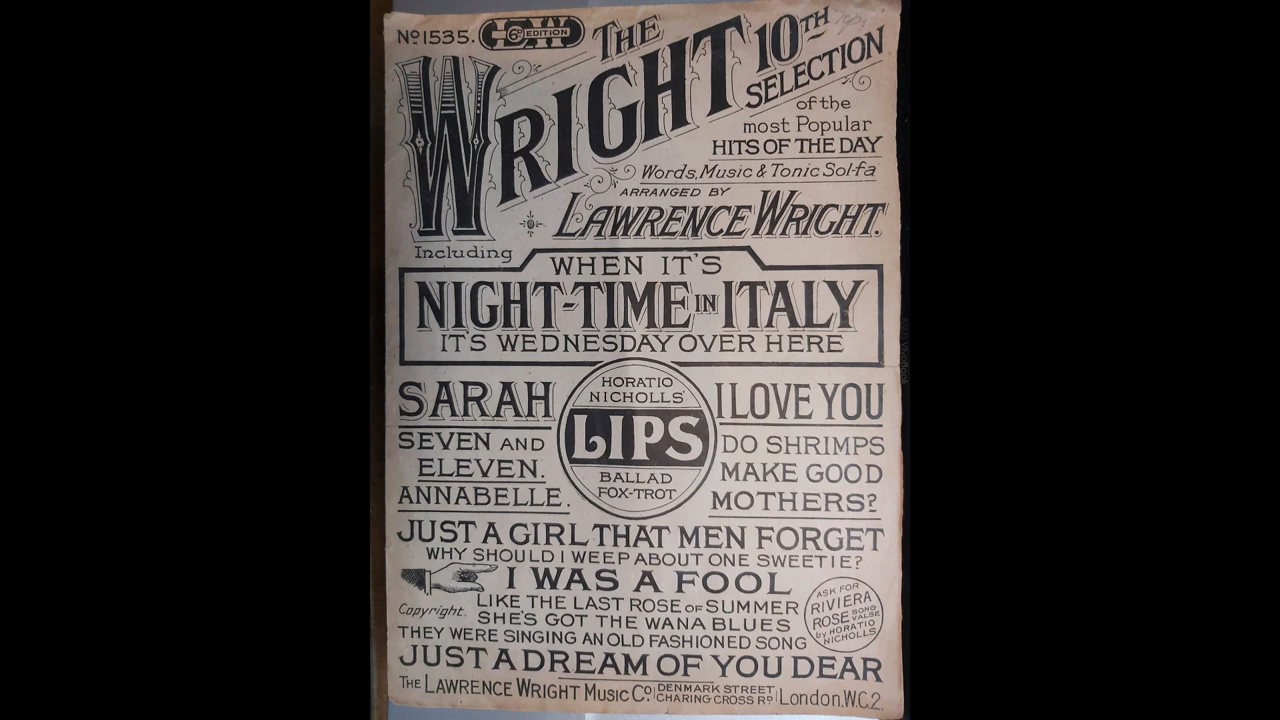 No 1535.
6D EDITION
THE
WRIGHT
10TH
SELECTION
of the
most Popular
HITS OF THE DAY
Words, Music & Tonic Sol-fa
ARRANGED BY
LAWRENCE WRIGHT.
Including
WHEN IT'S
NIGHT-TIME IN ITALY
IT'S WEDNESDAY OVER HERE
SARAH
SEVEN AND
ELEVEN.
ANNABELLE.
HORATIO
NICHOLLS'
LIPS
BALLAD
FOX-TROT
I LOVE YOU
DO SHRIMPS
MAKE GOOD
MOTHERS?
JUST A GIRL THAT MEN FORGET
WHY SHOULD I WEEP ABOUT ONE SWEETIE?
I WAS A FOOL
LIKE THE LAST ROSE OF SUMMER
Copyright.
SHE'S GOT THE WANA BLUES
THEY WERE SINGING AN OLD FASHIONED SONG
ASK FOR
RIVIERA
ROSE SONG VALSE
by HORATIO
NICHOLLS.
JUST A DREAM OF YOU DEAR
THE LAWRENCE WRIGHT MUSIC Co. DENMARK STREET CHARING CROSS RD London. W.C.2.